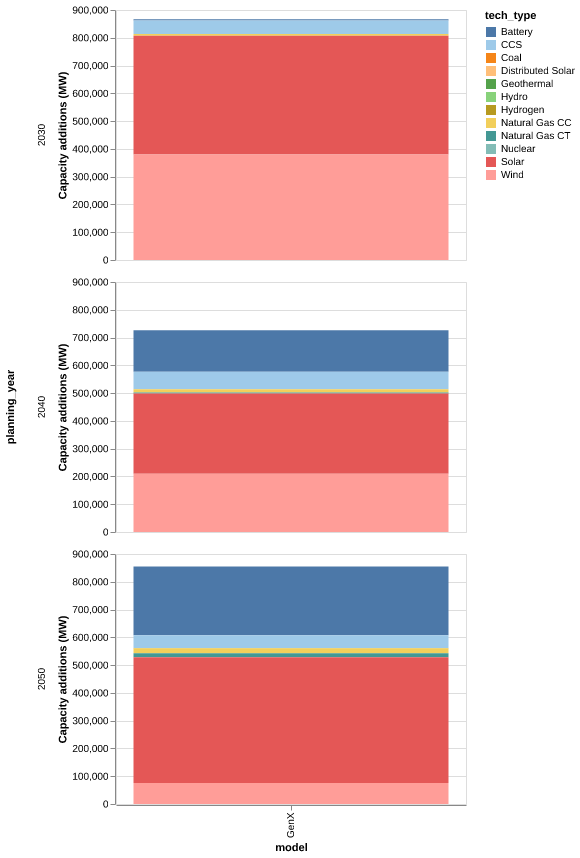 planning_year
2030
Capacity additions (MW)
900,000
800,000
700,000
600,000
500,000
400,000
300,000
200,000
100,000
0
2040
Capacity additions (MW)
900,000
800,000
700,000
600,000
500,000
400,000
300,000
200,000
100,000
0
2050
Capacity additions (MW)
900,000
800,000
700,000
600,000
500,000
400,000
300,000
200,000
100,000
0
GenX
model
tech_type
Battery
CCS
Coal
Distributed Solar
Geothermal
Hydro
Hydrogen
Natural Gas CC
Natural Gas CT
Nuclear
Solar
Wind